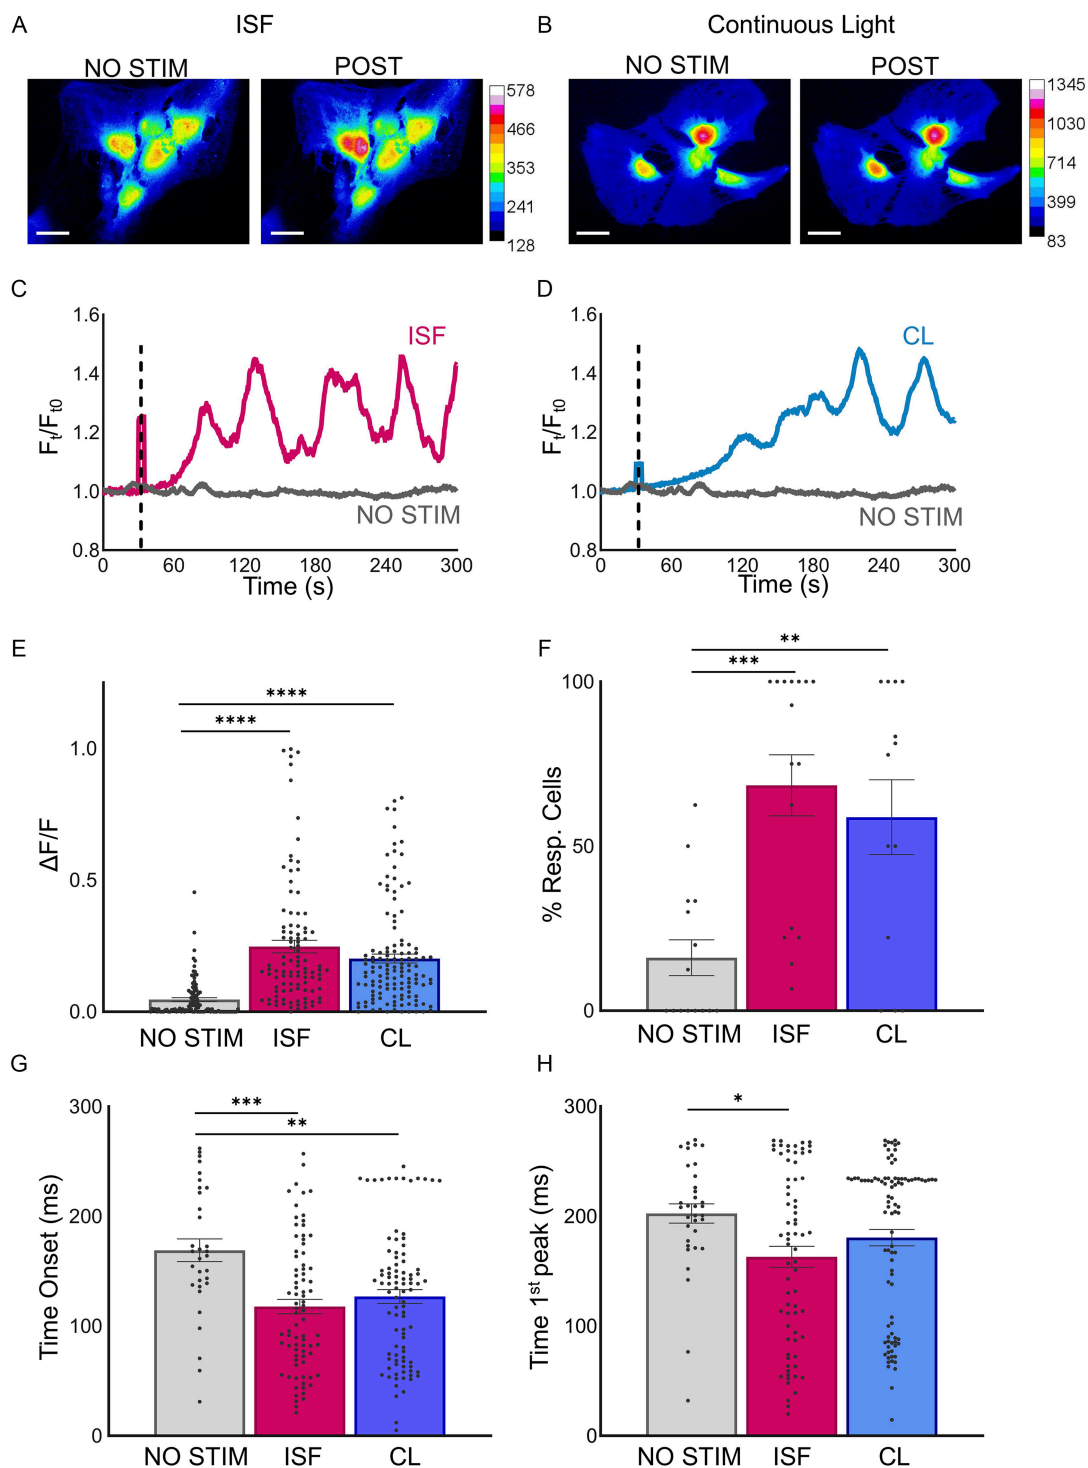 A ISF B Continuous Light
NO STIM POST NO STIM POST
578
466
353
241
128
1345
1030
714
399
83
C D
1.6
1.4
1.2
1.0
0.8
Ft/Ft0
ISF
NO STIM
0 60 120 180 240 300
Time (s)
1.6
1.4
1.2
1.0
0.8
Ft/Ft0
CL
NO STIM
0 60 120 180 240 300
Time (s)
E F
****
****
1.0
0.5
0.0
ΔF/F
NO STIM ISF CL
**
***
100
50
0
% Resp. Cells
NO STIM ISF CL
G H
***
**
300
200
100
0
Time Onset (ms)
NO STIM ISF CL
*
300
200
100
0
Time 1st peak (ms)
NO STIM ISF CL